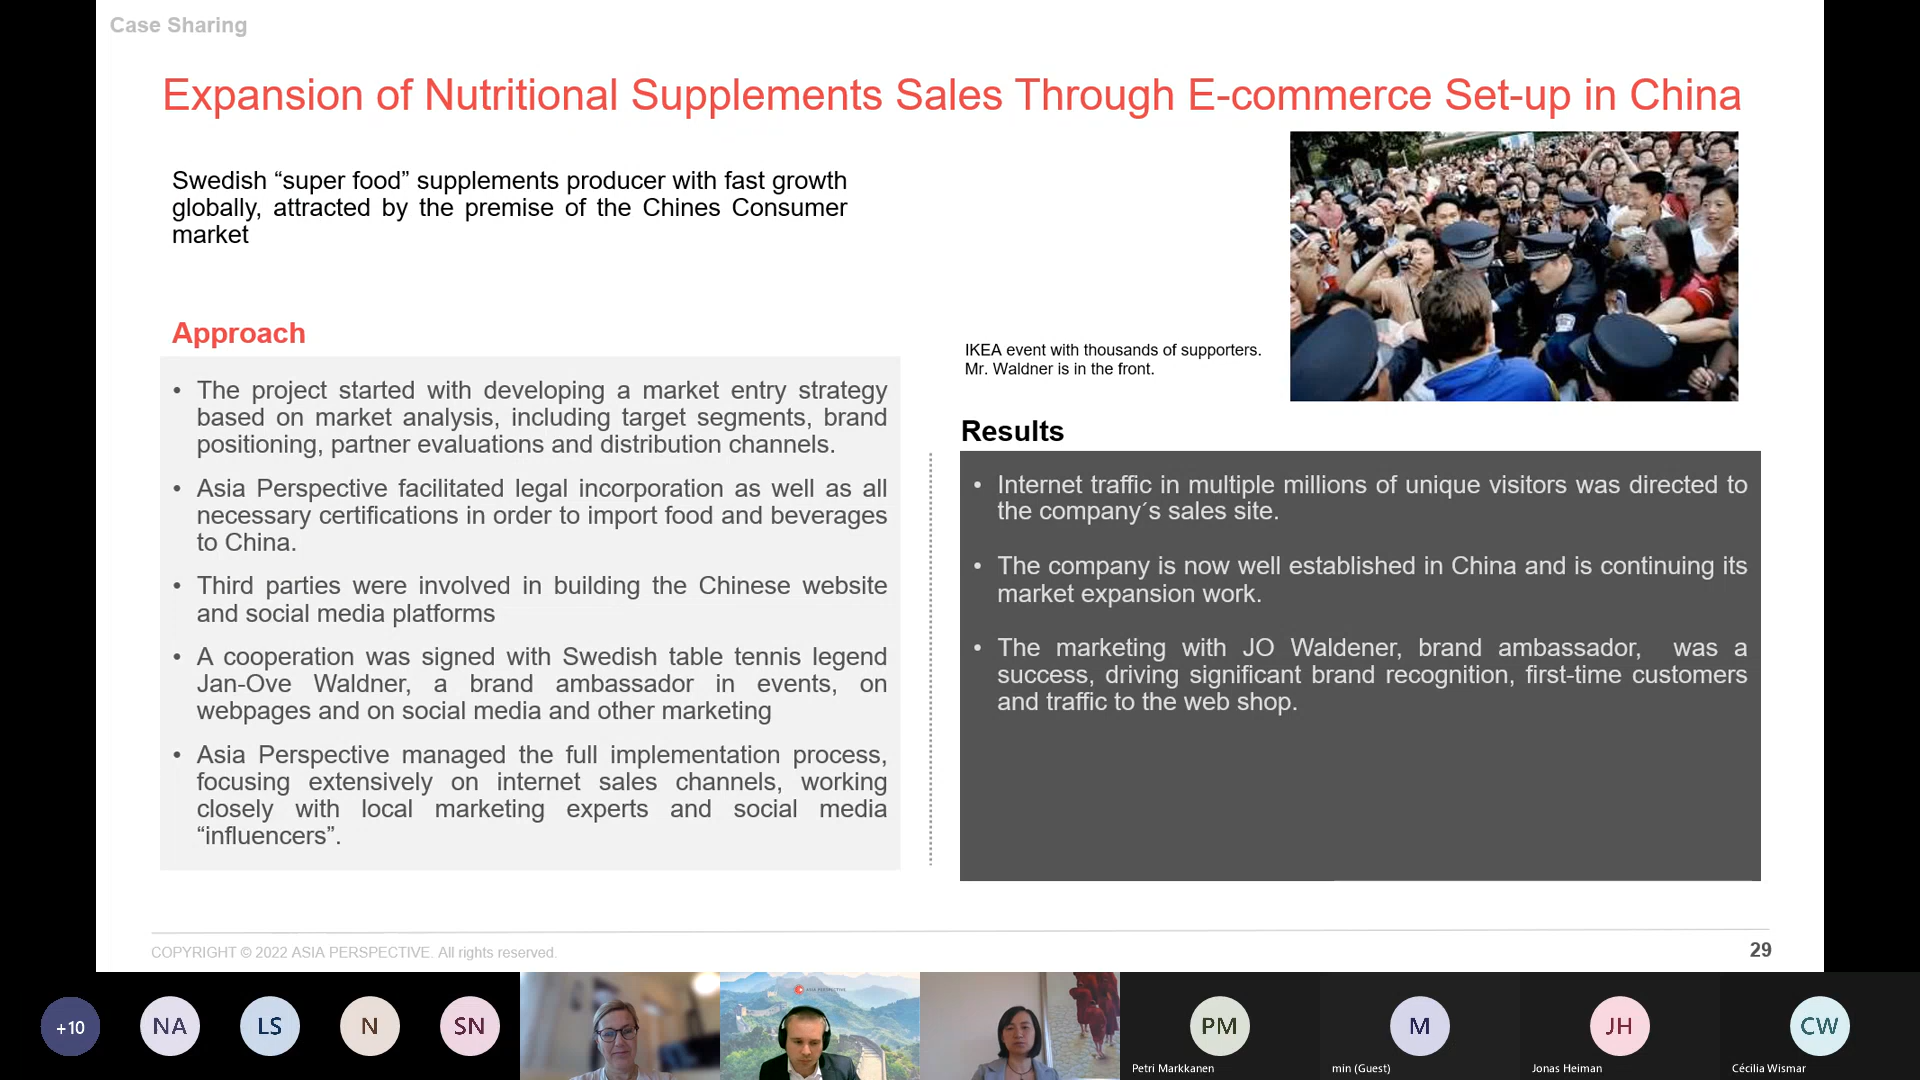 Case Sharing
Expansion of Nutritional Supplements Sales Through E-commerce Set-up in China
Swedish “super food” supplements producer with fast growth
globally, attracted by the premise of the Chines Consumer
market
Approach
• The project started with developing a market entry strategy
based on market analysis, including target segments, brand
positioning, partner evaluations and distribution channels.
• Asia Perspective facilitated legal incorporation as well as all
necessary certifications in order to import food and beverages
to China.
• Third parties were involved in building the Chinese website
and social media platforms
• A cooperation was signed with Swedish table tennis legend
Jan-Ove Waldner, a brand ambassador in events, on
webpages and on social media and other marketing
• Asia Perspective managed the full implementation process,
focusing extensively on internet sales channels, working
closely with local marketing experts and social media
“influencers”.
IKEA event with thousands of supporters.
Mr. Waldner is in the front.
Results
• Internet traffic in multiple millions of unique visitors was directed to
the company´s sales site.
• The company is now well established in China and is continuing its
market expansion work.
• The marketing with JO Waldener, brand ambassador, was a
success, driving significant brand recognition, first-time customers
and traffic to the web shop.
COPYRIGHT © 2022 ASIA PERSPECTIVE. All rights reserved.
29
+10
NA
LS
N
SN
ASIA PERSPECTIVE
PM
Petri Markkanen
M
min (Guest)
JH
Jonas Heiman
CW
Cécilia Wismar